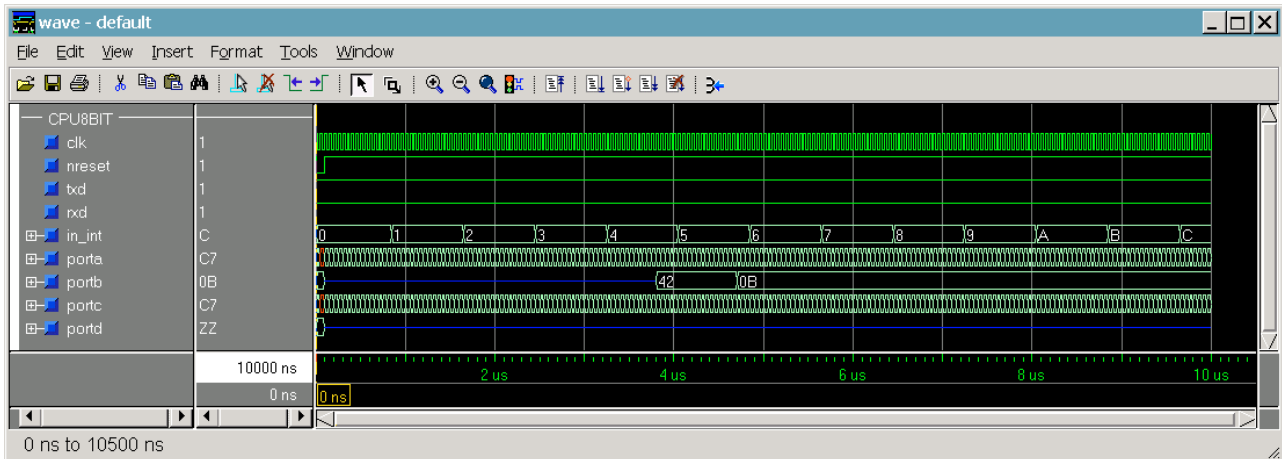 wave - default
File Edit View Insert Format Tools Window
CPU8BIT
clk 1
nreset 1
txd 1
rxd 1
in_int C 0 1 2 3 4 5 6 7 8 9 A B C
porta C7
portb 0B 42 0B
portc C7
portd ZZ
10000 ns 2 us 4 us 6 us 8 us 10 us
0 ns 0 ns
0 ns to 10500 ns